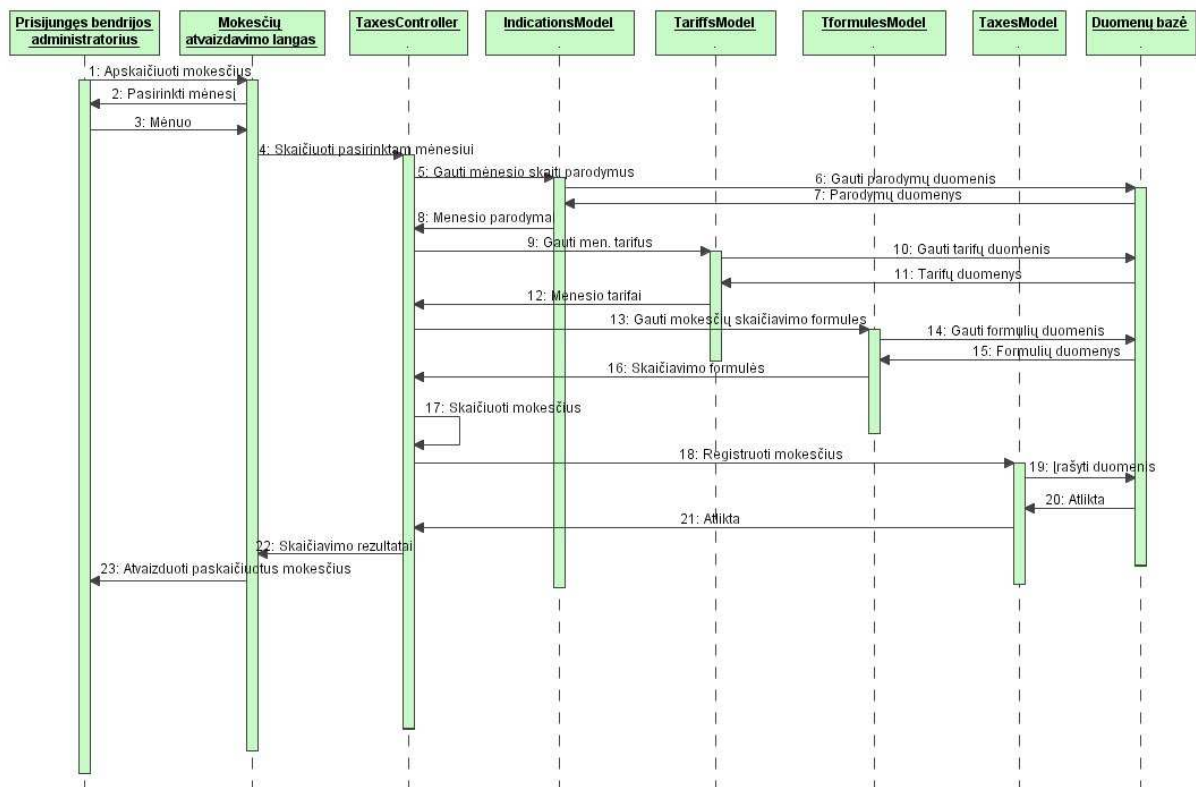 Prisijungęs bendrijos
administratorius
Mokesčių
atvaizdavimo langas
TaxesController
.
IndicationsModel
.
TariffsModel
.
TformulesModel
.
TaxesModel
.
Duomenų bazė
.
1: Apskaičiuoti mokesčius
2: Pasirinkti mėnesį
3: Mėnuo
4: Skaičiuoti pasirinktam mėnesiui
5: Gauti mėnesio skaiti parodymus
6: Gauti parodymų duomenis
7: Parodymų duomenys
8: Menesio parodymai
9: Gauti men. tarifus
10: Gauti tarifų duomenis
11: Tarifų duomenys
12: Mėnesio tarifai
13: Gauti mokesčių skaičiavimo formules
14: Gauti formulių duomenis
15: Formulių duomenys
16: Skaičiavimo formulės
17: Skaičiuoti mokesčius
18: Registruoti mokesčius
19: Įrašyti duomenis
20: Atlikta
21: Atlikta
22: Skaičiavimo rezultatai
23: Atvaizduoti paskaičiuotus mokesčius